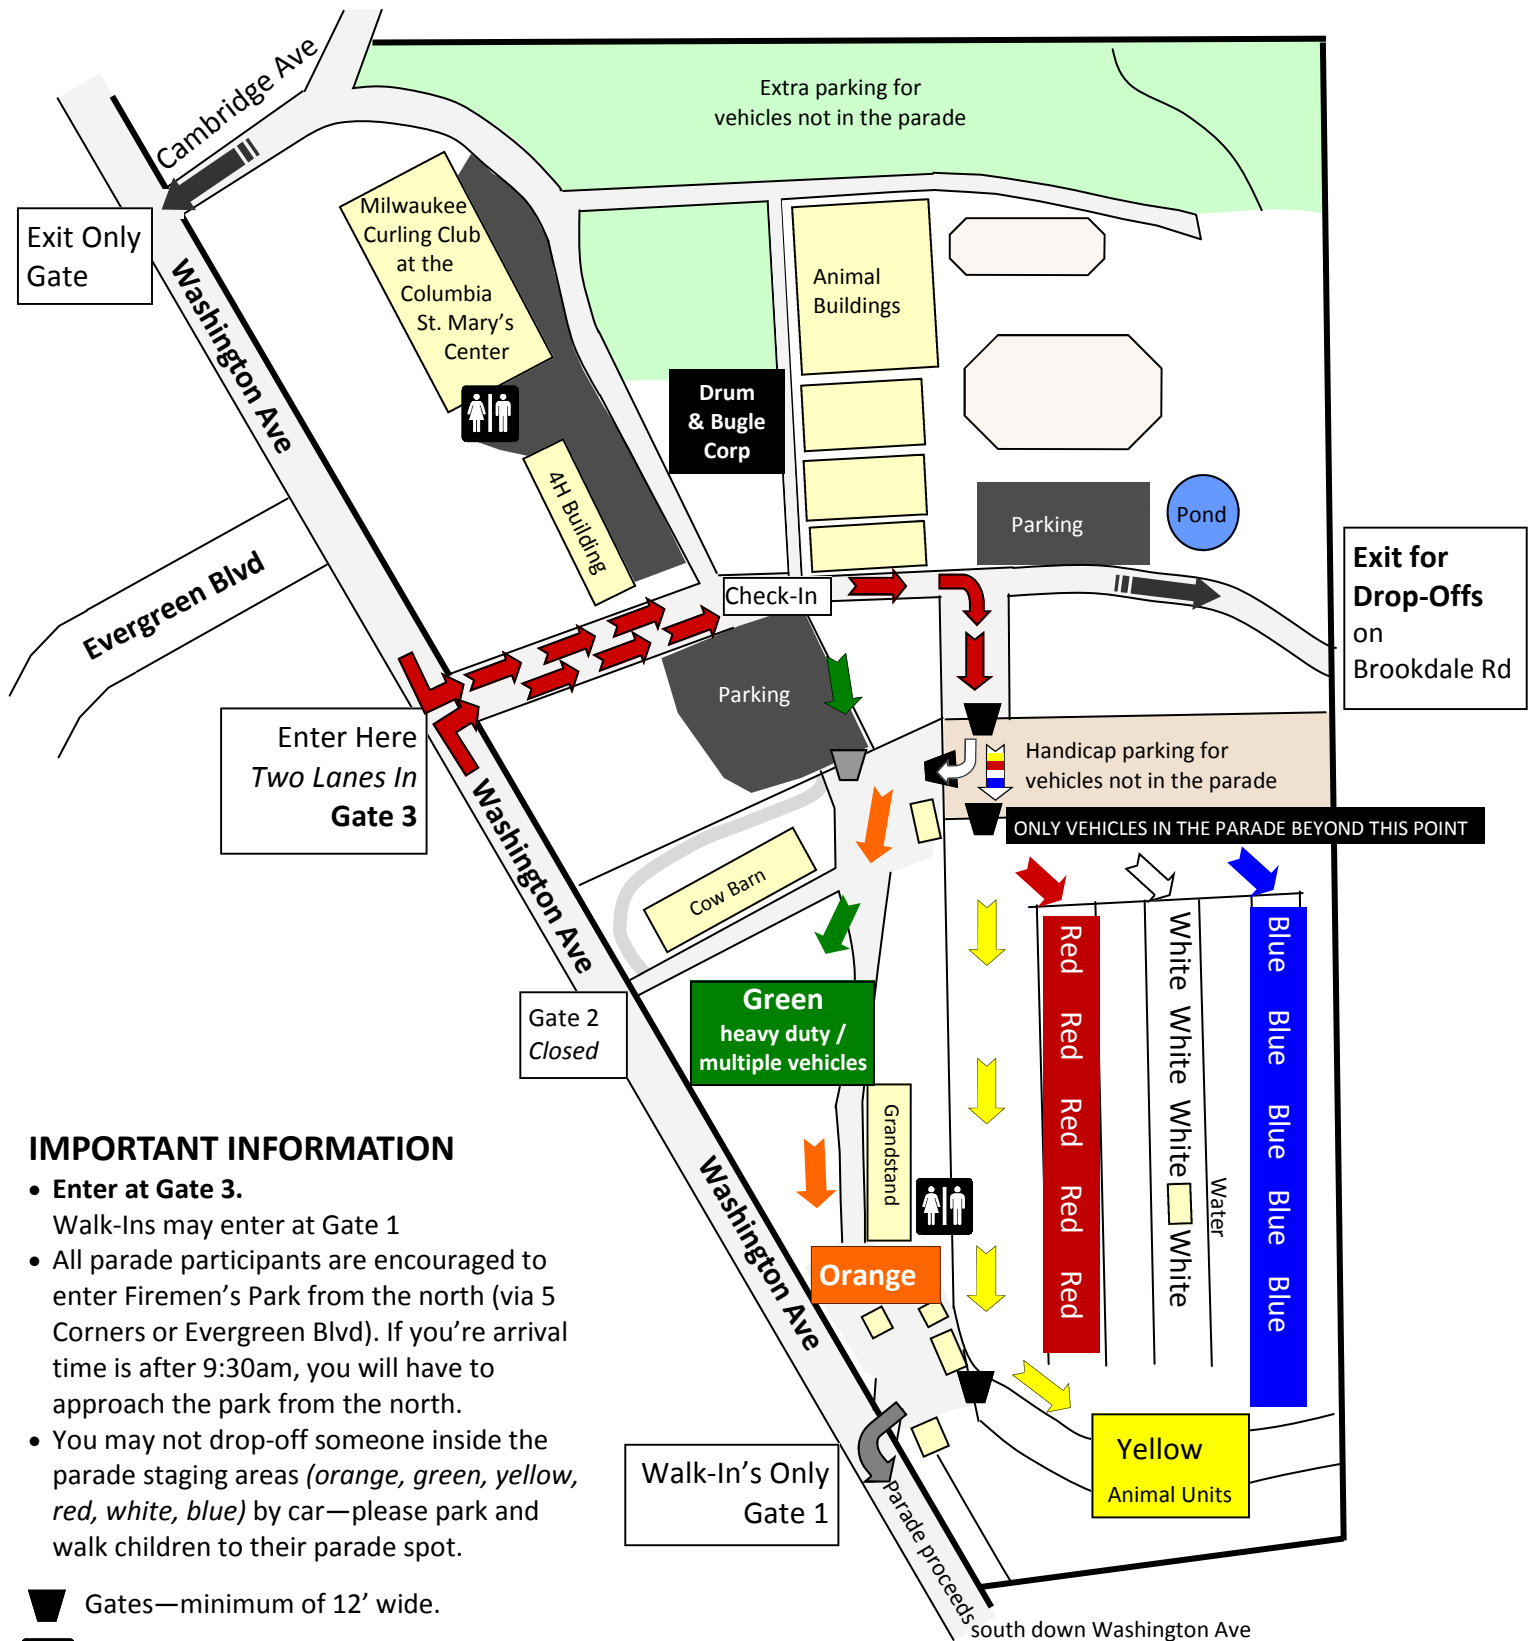 Cambridge Ave
Extra parking for
vehicles not in the parade
Exit Only
Gate
Washington Ave
Milwaukee
Curling Club
at the
Columbia
St. Mary’s
Center
Animal
Buildings
Drum
& Bugle
Corp
4H Building
Parking
Pond
Evergreen Blvd
Check-In
Exit for
Drop-Offs
on
Brookdale Rd
Parking
Enter Here
Two Lanes In
Gate 3
Handicap parking for
vehicles not in the parade
ONLY VEHICLES IN THE PARADE BEYOND THIS POINT
Washington Ave
Cow Barn
Red Red Red Red Red
White White White White
Blue Blue Blue Blue Blue
Water
Gate 2
Closed
Green
heavy duty /
multiple vehicles
Grandstand
Washington Ave
Orange
Yellow
Animal Units
Walk-In’s Only
Gate 1
Parade proceeds
south down Washington Ave
IMPORTANT INFORMATION
• Enter at Gate 3.
Walk-Ins may enter at Gate 1
• All parade participants are encouraged to
enter Firemen’s Park from the north (via 5
Corners or Evergreen Blvd). If you’re arrival
time is after 9:30am, you will have to
approach the park from the north.
• You may not drop-off someone inside the
parade staging areas (orange, green, yellow,
red, white, blue) by car—please park and
walk children to their parade spot.
Gates—minimum of 12’ wide.